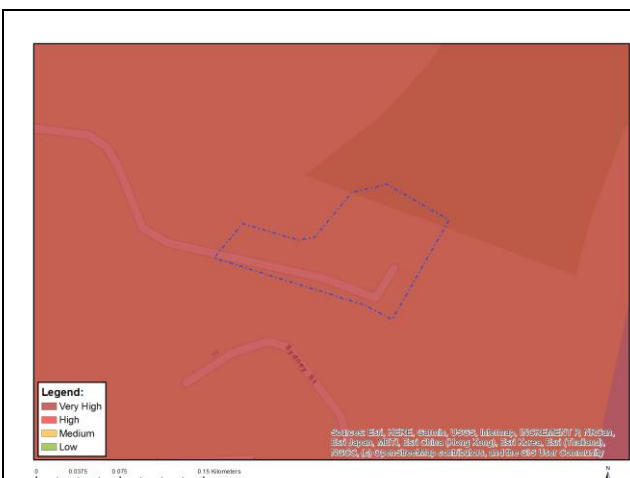 Sydney St
Legend:
Very High
High
Medium
Low
Sources: Esri, HERE, Garmin, USGS, Intermap, INCREMENT P, NRCan,
Esri Japan, METI, Esri China (Hong Kong), Esri Korea, Esri (Thailand),
NGCC, (c) OpenStreetMap contributors, and the GIS User Community
0 0.0375 0.075 0.15 Kilometers
N